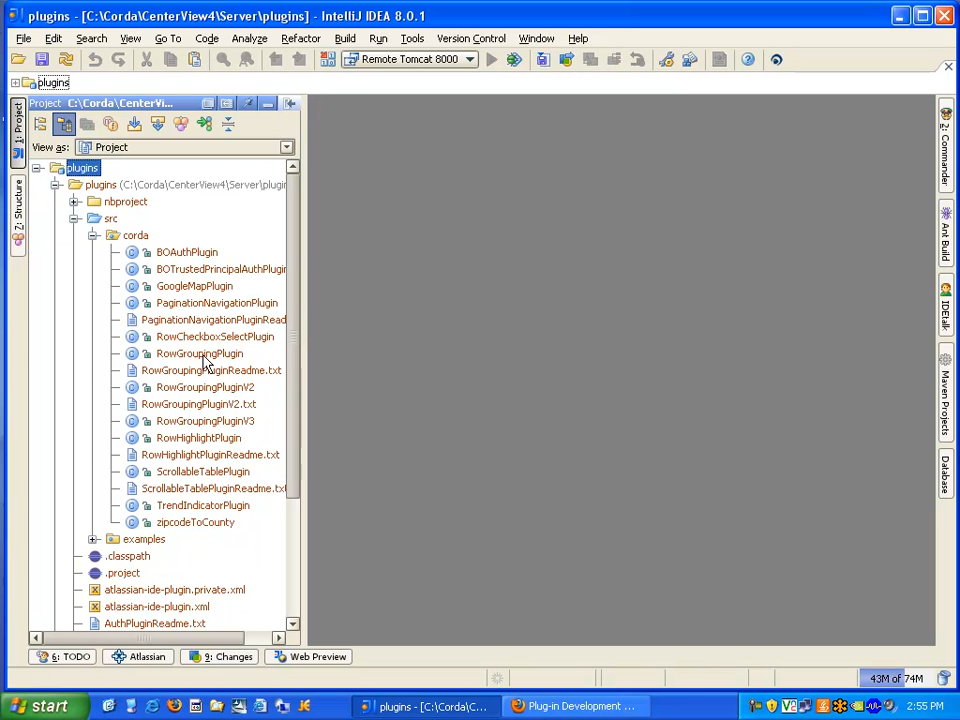 plugins - [C:\Corda\CenterView4\Server\plugins] - IntelliJ IDEA 8.0.1
File Edit Search View Go To Code Analyze Refactor Build Run Tools Version Control Window Help
Remote Tomcat 8000
plugins
Project C:\Corda\CenterVi...
View as: Project
plugins
plugins (C:\Corda\CenterView4\Server\plugin
nbproject
src
corda
BOAuthPlugin
BOTrustedPrincipalAuthPlugin
GoogleMapPlugin
PaginationNavigationPlugin
PaginationNavigationPluginRead
RowCheckboxSelectPlugin
RowGroupingPlugin
RowGroupingPluginReadme.txt
RowGroupingPluginV2
RowGroupingPluginV2.txt
RowGroupingPluginV3
RowHighlightPlugin
RowHighlightPluginReadme.txt
ScrollableTablePlugin
ScrollableTablePluginReadme.tx
TrendIndicatorPlugin
zipcodeToCounty
examples
.classpath
.project
atlassian-ide-plugin.private.xml
atlassian-ide-plugin.xml
AuthPluginReadme.txt
1: Project
7: Structure
2: Commander
Ant Build
IDEtalk
Maven Projects
Database
6: TODO Atlassian 9: Changes Web Preview
43M of 74M
start plugins - [C:\Corda\C... Plug-in Development ... 2:55 PM